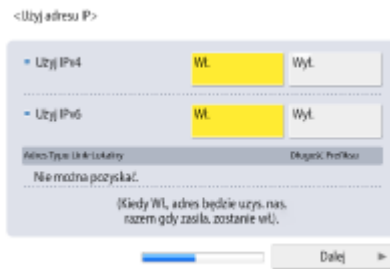 <Użyj adresu IP>
Użyj IPv4 Wł. Wył.
Użyj IPv6 Wł. Wył.
Adres Typu Link-Lokalny Długość Prefiksu
Nie można pozyskać.
(Kiedy Wł., adres będzie uzys. nas.
razem gdy zasila. zostanie wł.).
Dalej